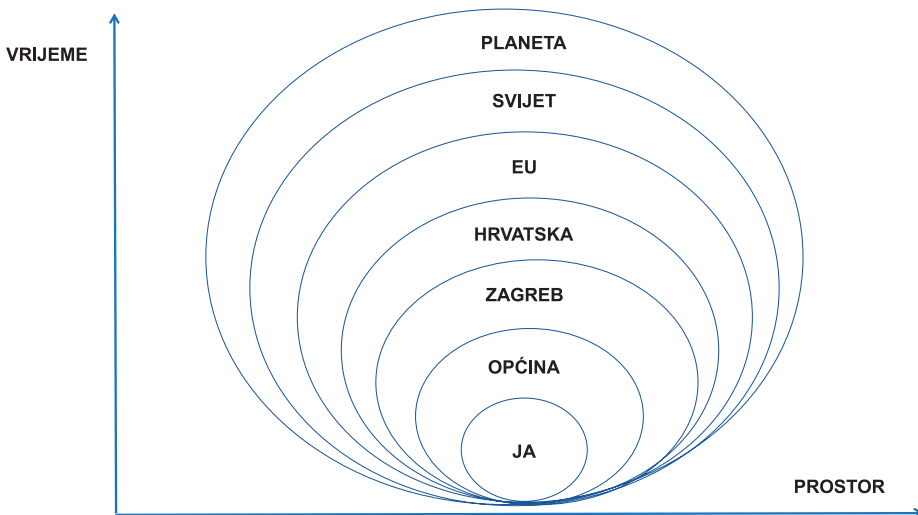 VRIJEME
PLANETA
SVIJET
EU
HRVATSKA
ZAGREB
OPĆINA
JA
PROSTOR